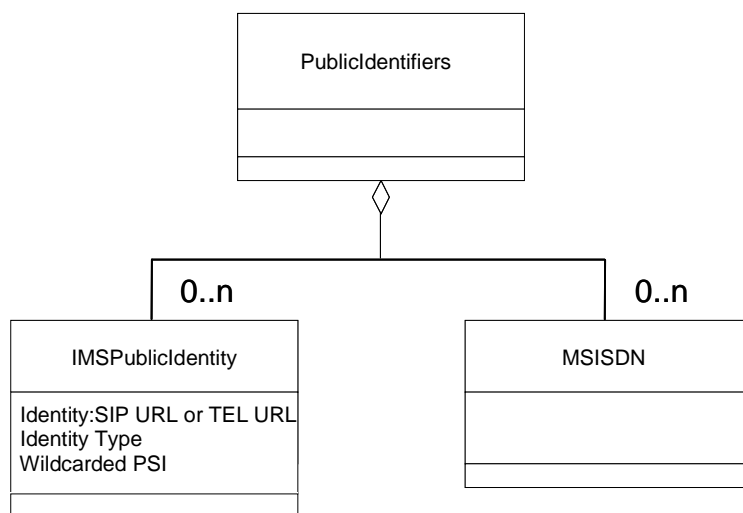 PublicIdentifiers
0..n
0..n
IMSPublicIdentity
MSISDN
Identity:SIP URL or TEL URL
Identity Type
Wildcarded PSI